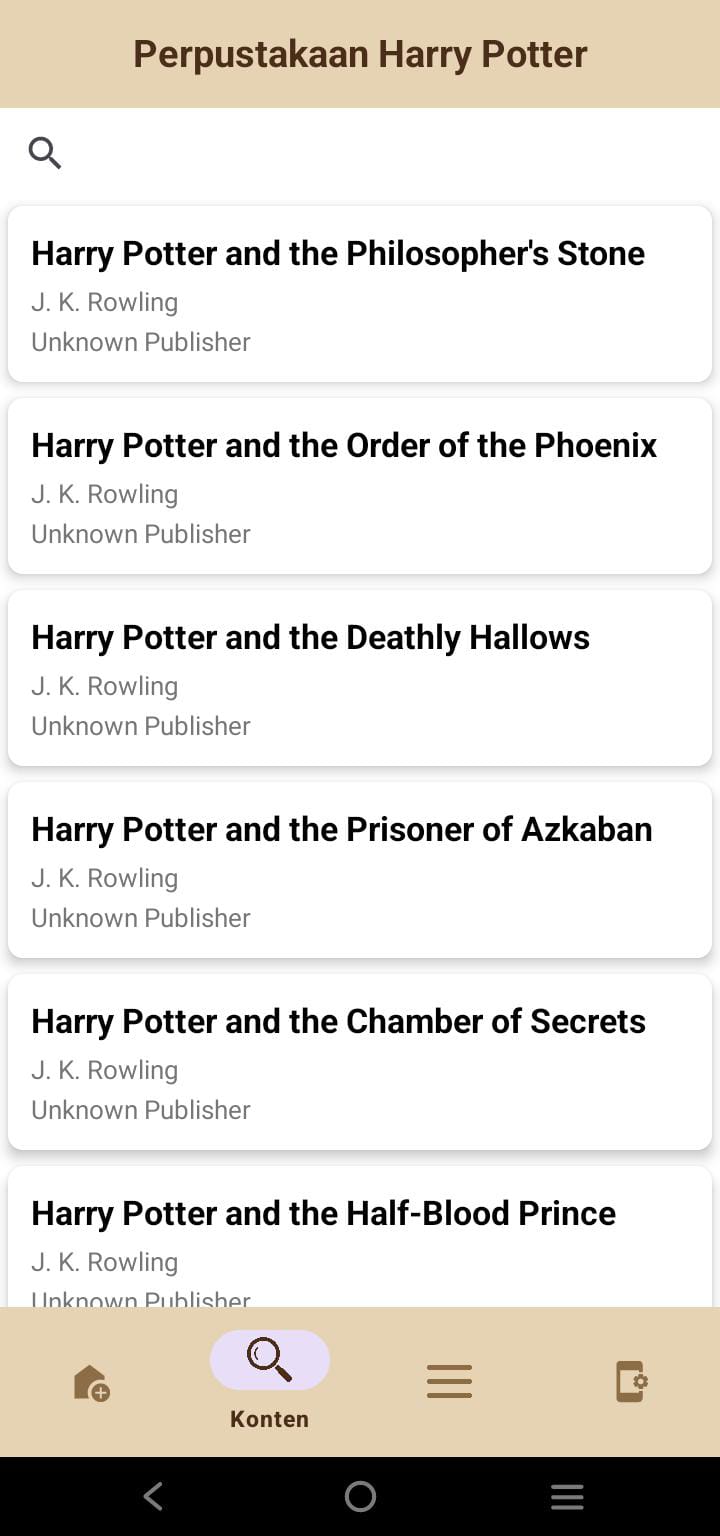 Perpustakaan Harry Potter
Harry Potter and the Philosopher's Stone
J. K. Rowling
Unknown Publisher
Harry Potter and the Order of the Phoenix
J. K. Rowling
Unknown Publisher
Harry Potter and the Deathly Hallows
J. K. Rowling
Unknown Publisher
Harry Potter and the Prisoner of Azkaban
J. K. Rowling
Unknown Publisher
Harry Potter and the Chamber of Secrets
J. K. Rowling
Unknown Publisher
Harry Potter and the Half-Blood Prince
J. K. Rowling
Unknown Publisher
Konten